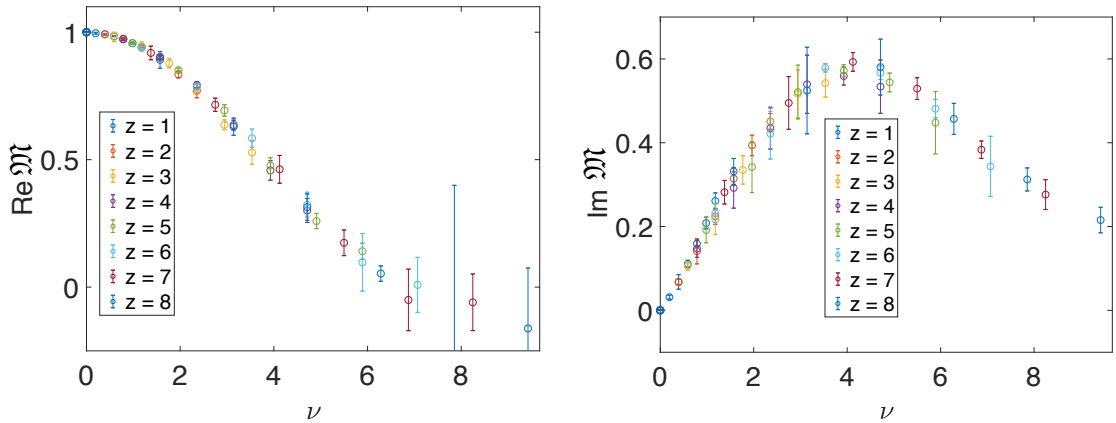 1
0.5
0
0 2 4 6 8
Re 𝔐
ν
z = 1
z = 2
z = 3
z = 4
z = 5
z = 6
z = 7
z = 8
0.6
0.4
0.2
0
0 2 4 6 8
Im 𝔐
ν
z = 1
z = 2
z = 3
z = 4
z = 5
z = 6
z = 7
z = 8